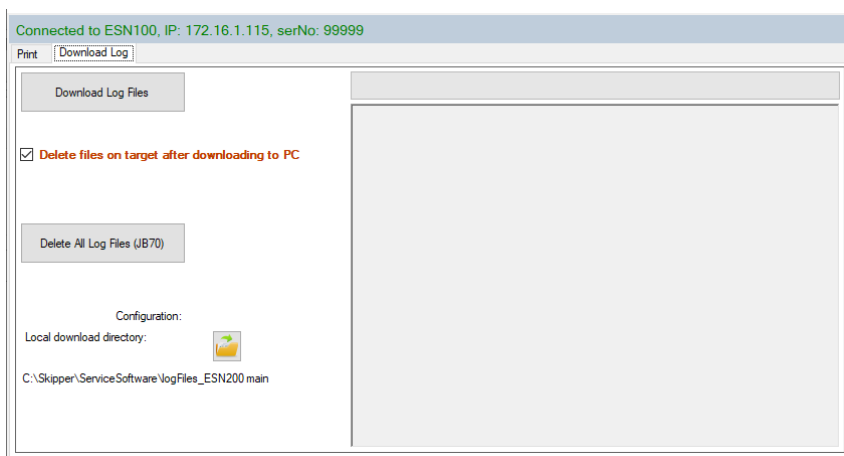 Connected to ESN100, IP: 172.16.1.115, serNo: 99999
Print Download Log
Download Log Files
Delete files on target after downloading to PC
Delete All Log Files (JB70)
Configuration:
Local download directory:
C:\Skipper\ServiceSoftware\logFiles_ESN200 main